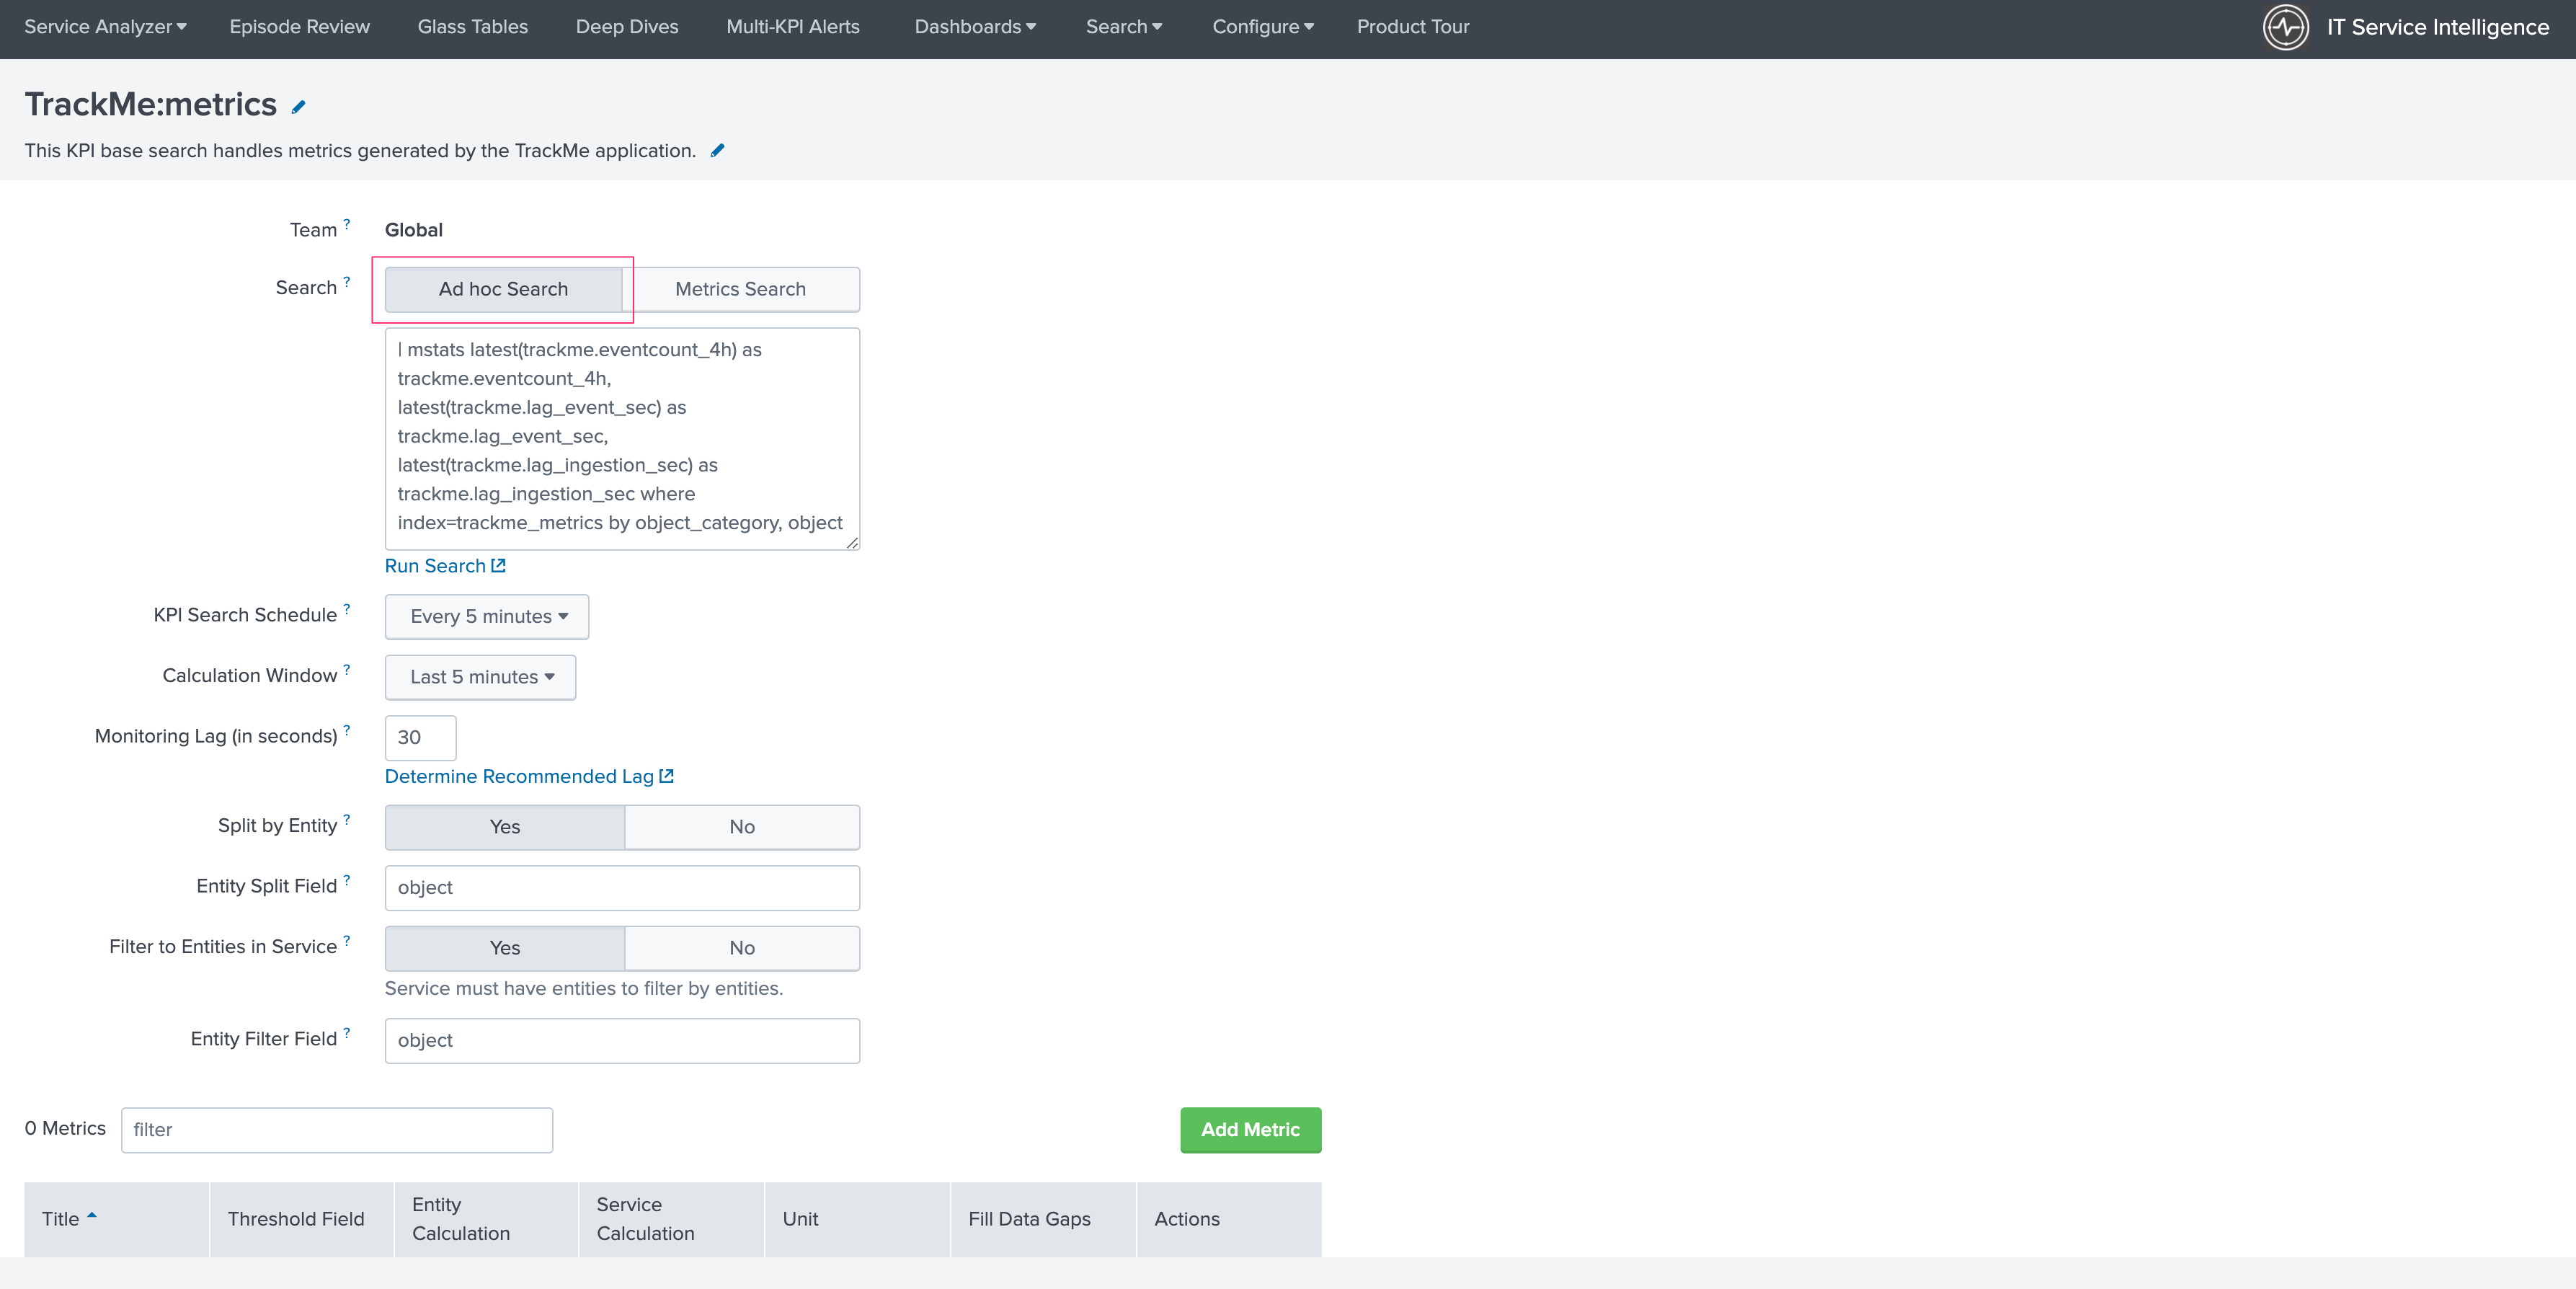 Service Analyzer Episode Review Glass Tables Deep Dives Multi-KPI Alerts Dashboards Search Configure Product Tour IT Service Intelligence
TrackMe:metrics
This KPI base search handles metrics generated by the TrackMe application.
Team ? Global
Search ? Ad hoc Search Metrics Search
| mstats latest(trackme.eventcount_4h) as
trackme.eventcount_4h,
latest(trackme.lag_event_sec) as
trackme.lag_event_sec,
latest(trackme.lag_ingestion_sec) as
trackme.lag_ingestion_sec where
index=trackme_metrics by object_category, object
Run Search
KPI Search Schedule ? Every 5 minutes
Calculation Window ? Last 5 minutes
Monitoring Lag (in seconds) ? 30
Determine Recommended Lag
Split by Entity ? Yes No
Entity Split Field ? object
Filter to Entities in Service ? Yes No
Service must have entities to filter by entities.
Entity Filter Field ? object
0 Metrics filter Add Metric
Title Threshold Field Entity Calculation Service Calculation Unit Fill Data Gaps Actions